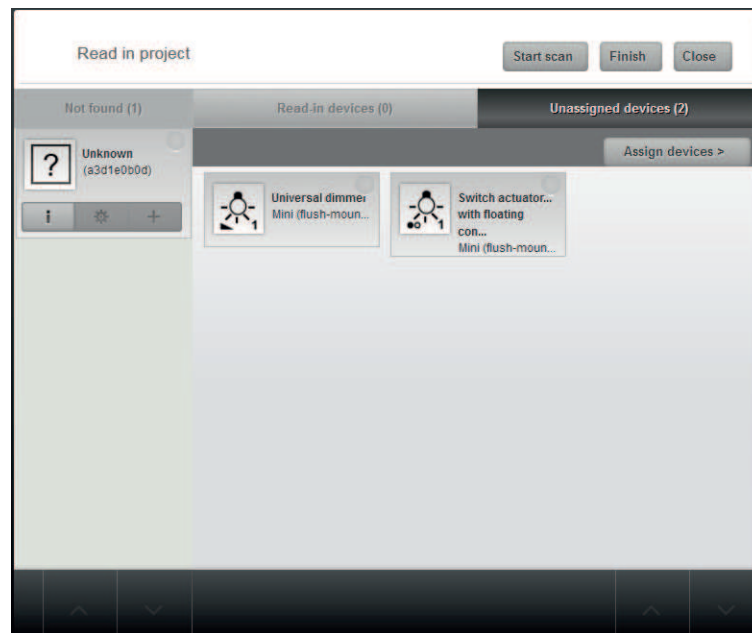 Read in project
Start scan
Finish
Close
Not found (1)
Read-in devices (0)
Unassigned devices (2)
Assign devices >
?
Unknown
(a3d1e0b0d)
i
+
1
Universal dimmer
Mini (flush-moun...
1
Switch actuator...
with floating
con...
Mini (flush-moun...